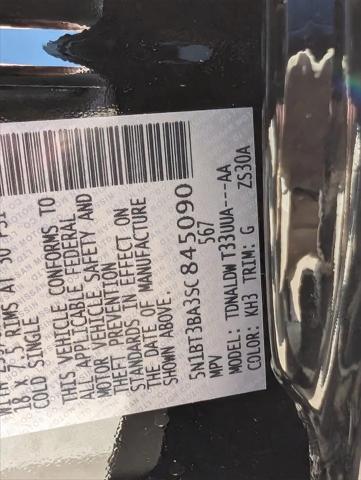 18 X 7.5 RIMS AT 30 PSI
COLD SINGLE
THIS VEHICLE CONFORMS TO
ALL APPLICABLE FEDERAL
MOTOR VEHICLE SAFETY AND
THEFT PREVENTION
STANDARDS IN EFFECT ON
THE DATE OF MANUFACTURE
SHOWN ABOVE.
5N1BT3BA3SC845090
567
MPV
MODEL: TDNALDW T33UUA---AA
COLOR: KH3 TRIM: G ZS30A